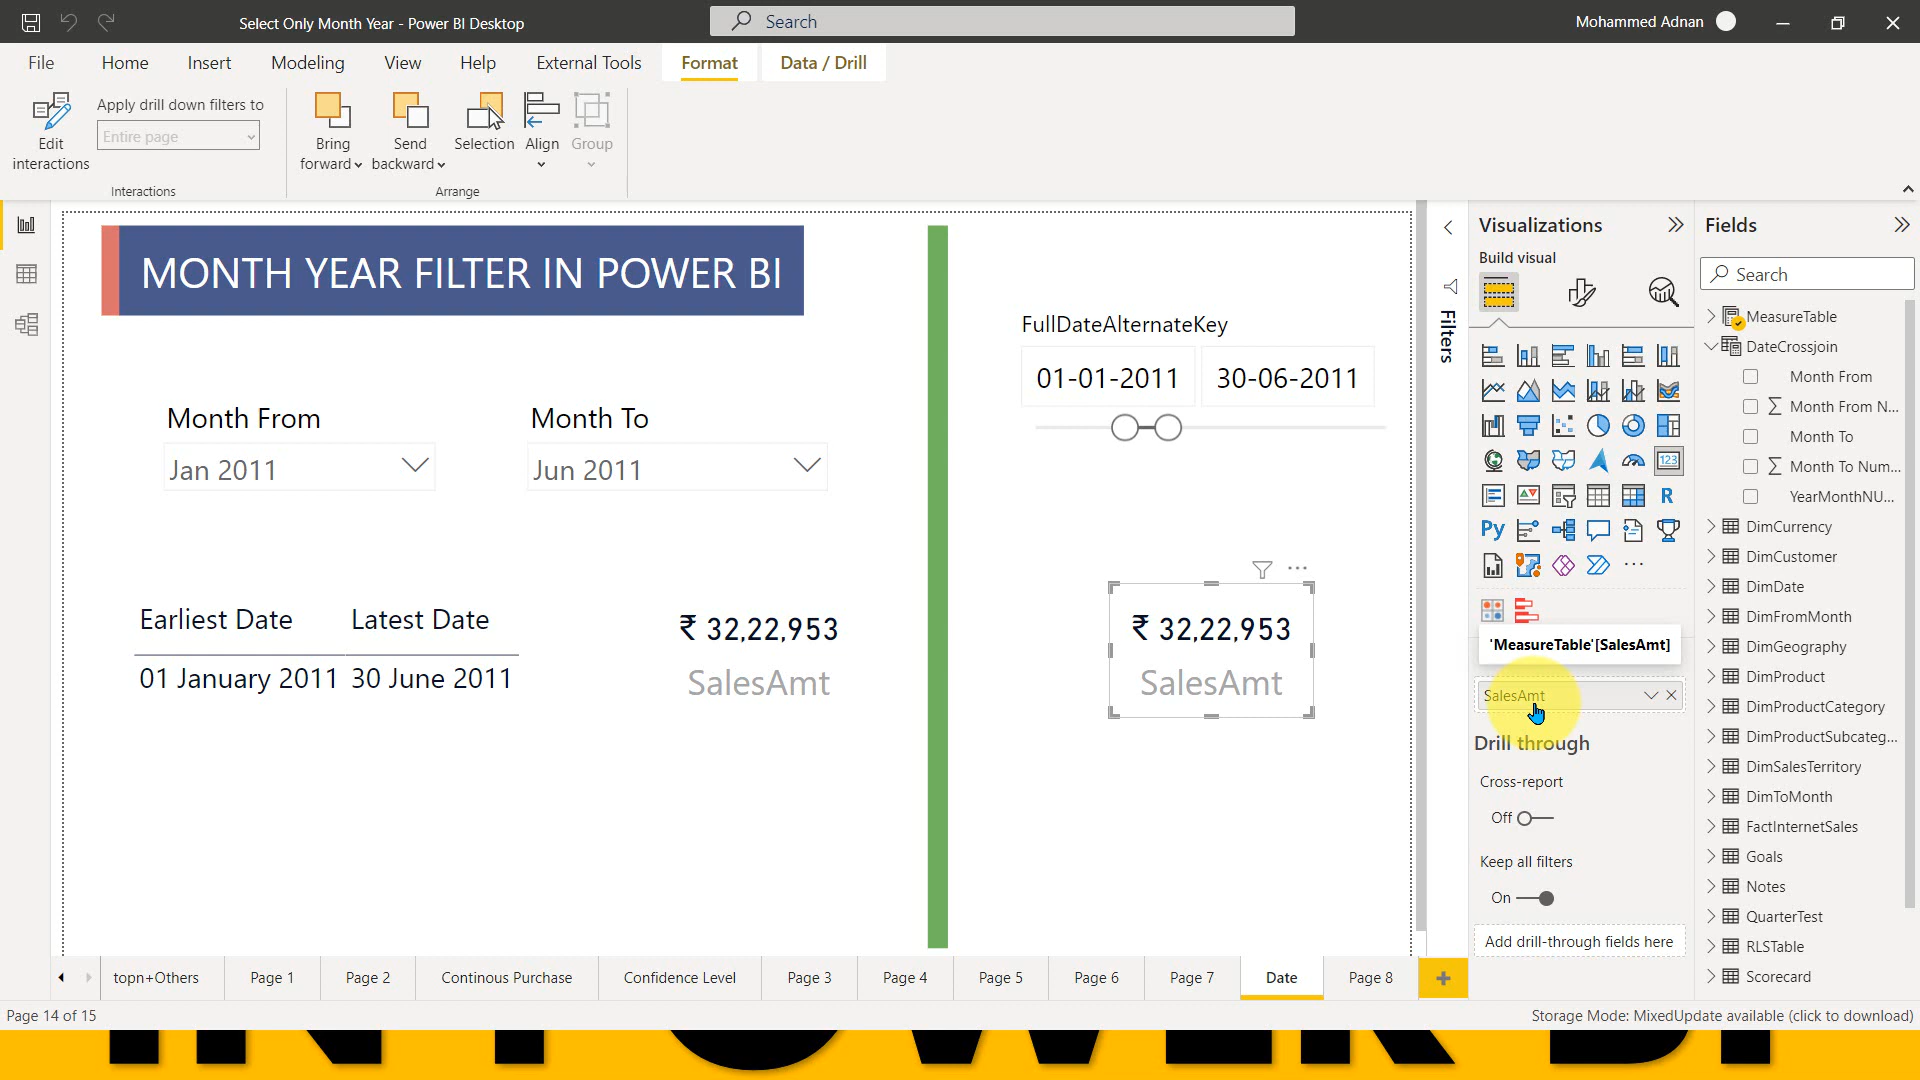 Select Only Month Year - Power BI Desktop
Search
Mohammed Adnan
File
Home
Insert
Modeling
View
Help
External Tools
Format
Data / Drill
Edit interactions
Apply drill down filters to
Entire page
Bring forward
Send backward
Selection
Align
Group
Interactions
Arrange
MONTH YEAR FILTER IN POWER BI
Month From
Jan 2011
Month To
Jun 2011
Earliest Date
Latest Date
01 January 2011
30 June 2011
₹ 32,22,953
SalesAmt
FullDateAlternateKey
01-01-2011
30-06-2011
₹ 32,22,953
SalesAmt
Filters
Visualizations
Build visual
123
R
Py
'MeasureTable'[SalesAmt]
SalesAmt
Drill through
Cross-report
Off
Keep all filters
On
Add drill-through fields here
Fields
Search
MeasureTable
DateCrossjoin
Month From
Month From N...
Month To
Month To Num...
YearMonthNU...
DimCurrency
DimCustomer
DimDate
DimFromMonth
DimGeography
DimProduct
DimProductCategory
DimProductSubcateg...
DimSalesTerritory
DimToMonth
FactInternetSales
Goals
Notes
QuarterTest
RLSTable
Scorecard
topn+Others
Page 1
Page 2
Continous Purchase
Confidence Level
Page 3
Page 4
Page 5
Page 6
Page 7
Date
Page 8
Page 14 of 15
Storage Mode: MixedUpdate available (click to download)
IN POWER BI